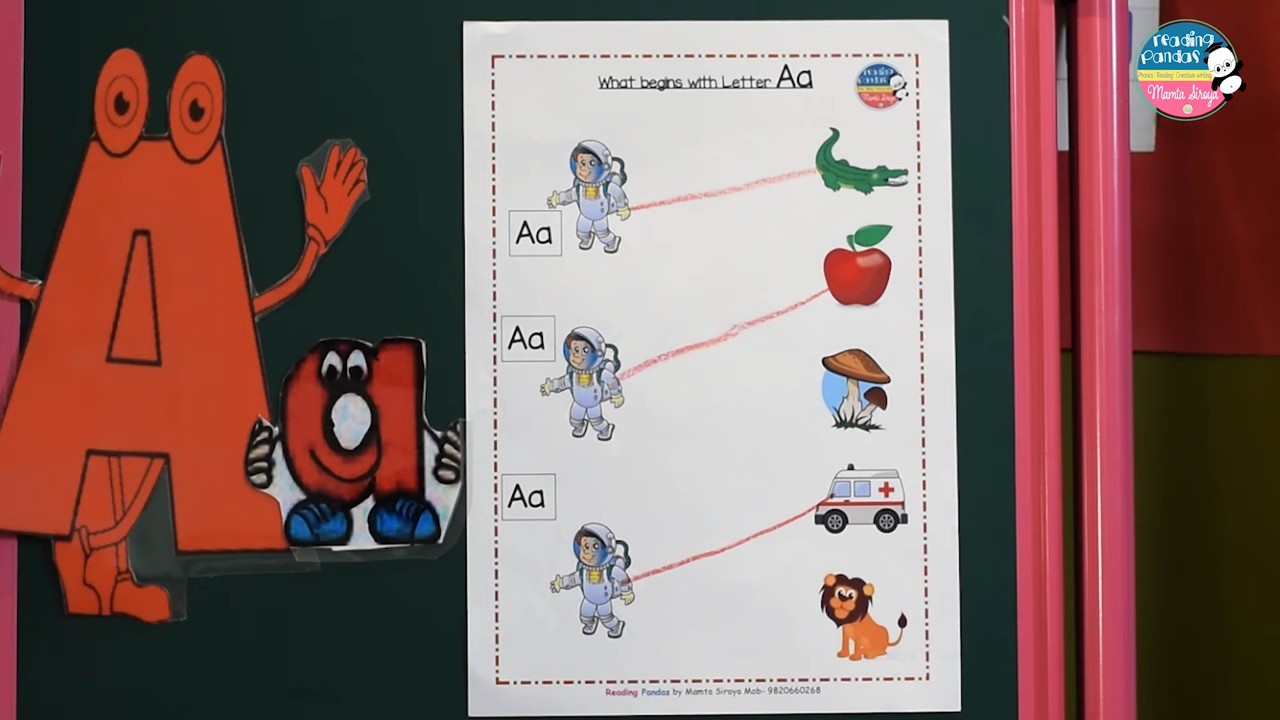 What begins with Letter Aa
Aa
Aa
Aa
Reading Pandas by Mamta Siroya Mob- 9820660268
A
a
reading
pandas
Phonics | Reading | Creative writing
Mamta Siroya